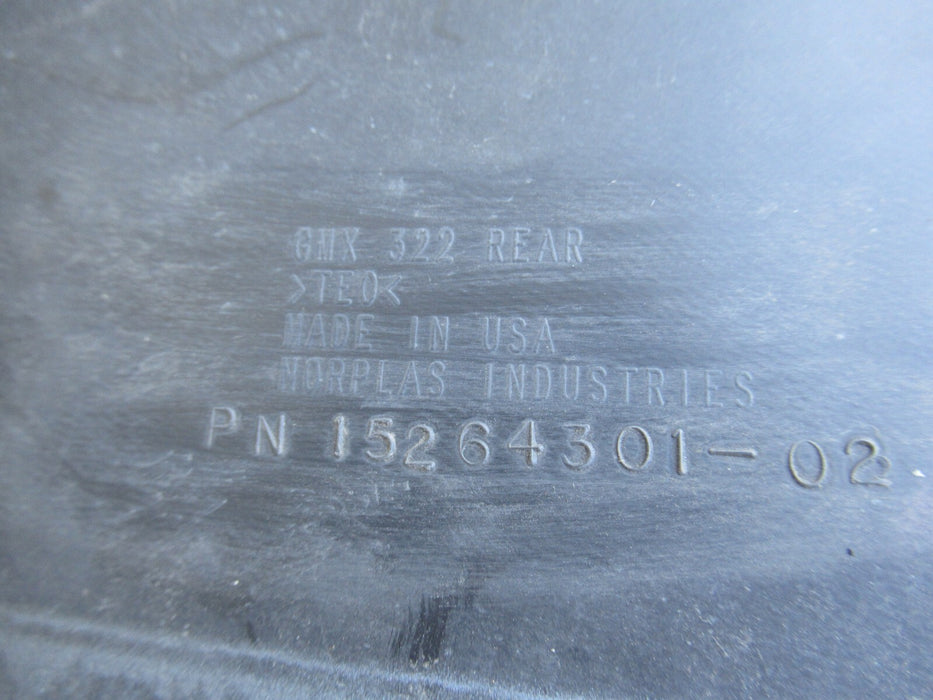 GMX 322 REAR
>TEO<
MADE IN USA
NORPLAS INDUSTRIES
PN 15264301-02